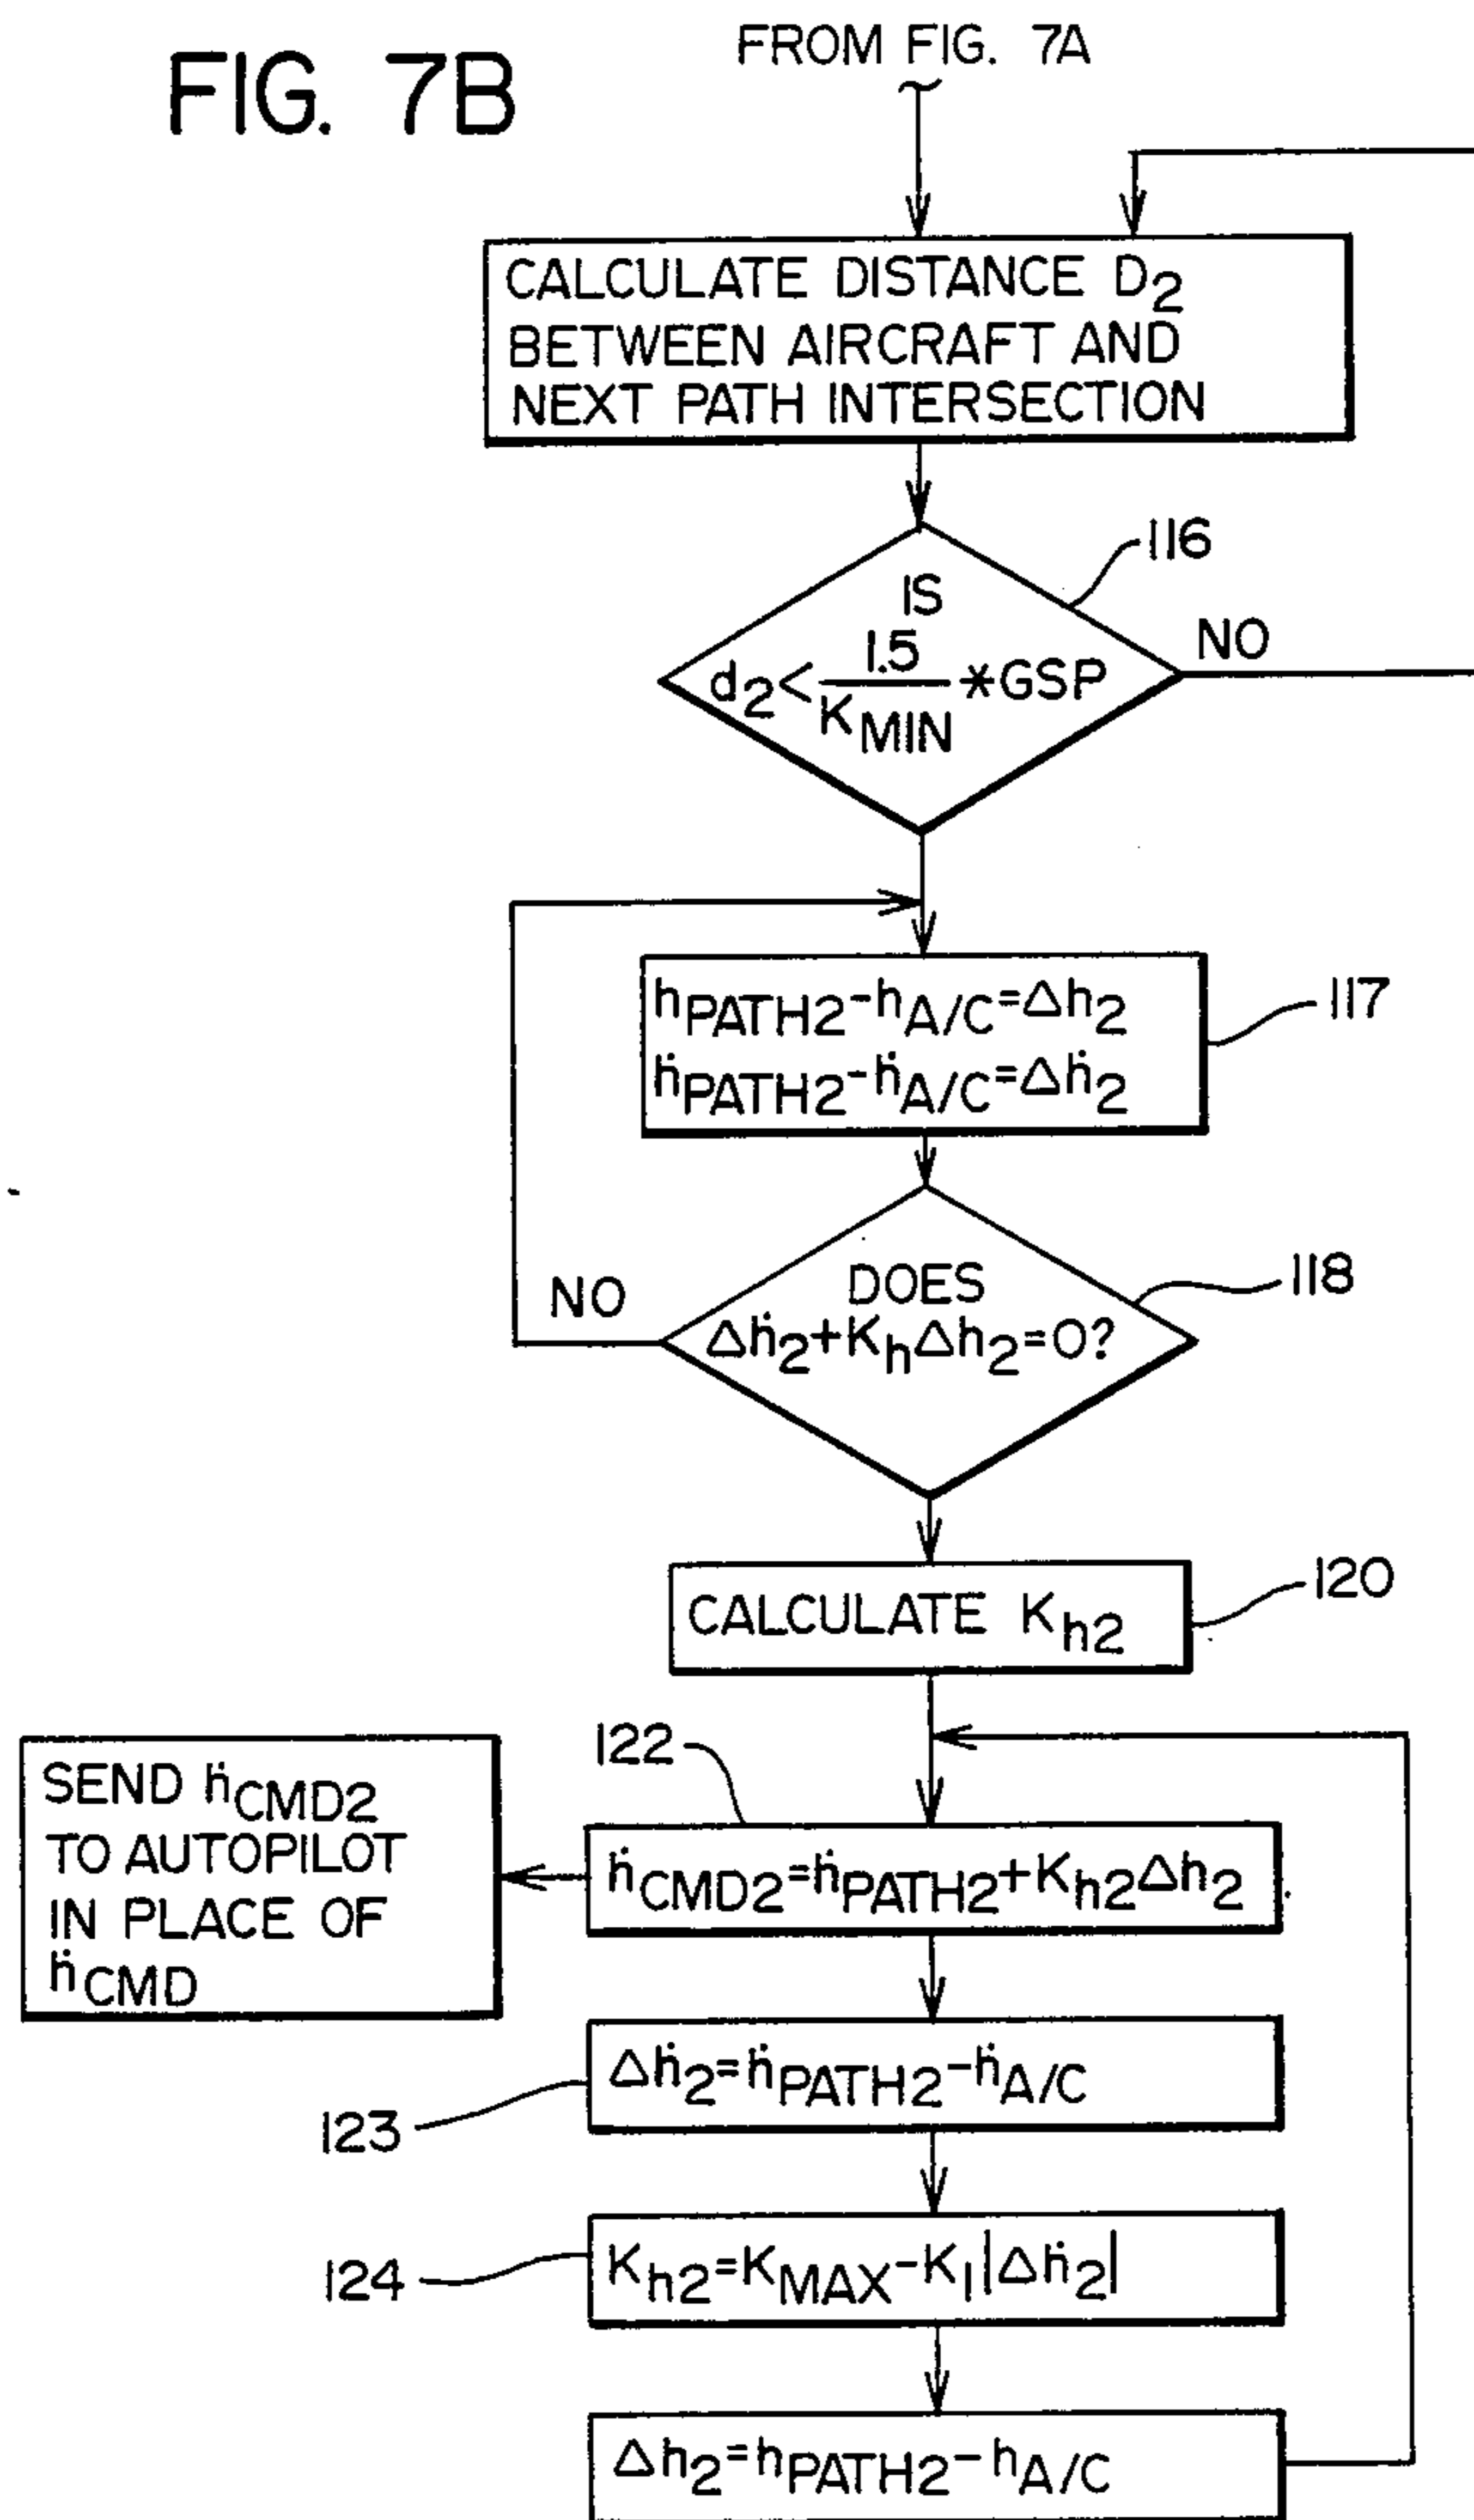 FIG. 7B
FROM FIG. 7A
CALCULATE DISTANCE D2
BETWEEN AIRCRAFT AND
NEXT PATH INTERSECTION
116
IS
d2<1.5/KMIN*GSP
NO
hPATH2-hA/C=Δh2
ḣPATH2-ḣA/C=Δḣ2
117
DOES
Δḣ2+KhΔh2=0?
118
NO
CALCULATE Kh2
120
122
SEND ḣCMD2
TO AUTOPILOT
IN PLACE OF
ḣCMD
ḣCMD2=ḣPATH2+Kh2Δh2
Δḣ2=ḣPATH2-ḣA/C
123
Kh2=KMAX-K1|Δḣ2|
124
Δh2=hPATH2-hA/C